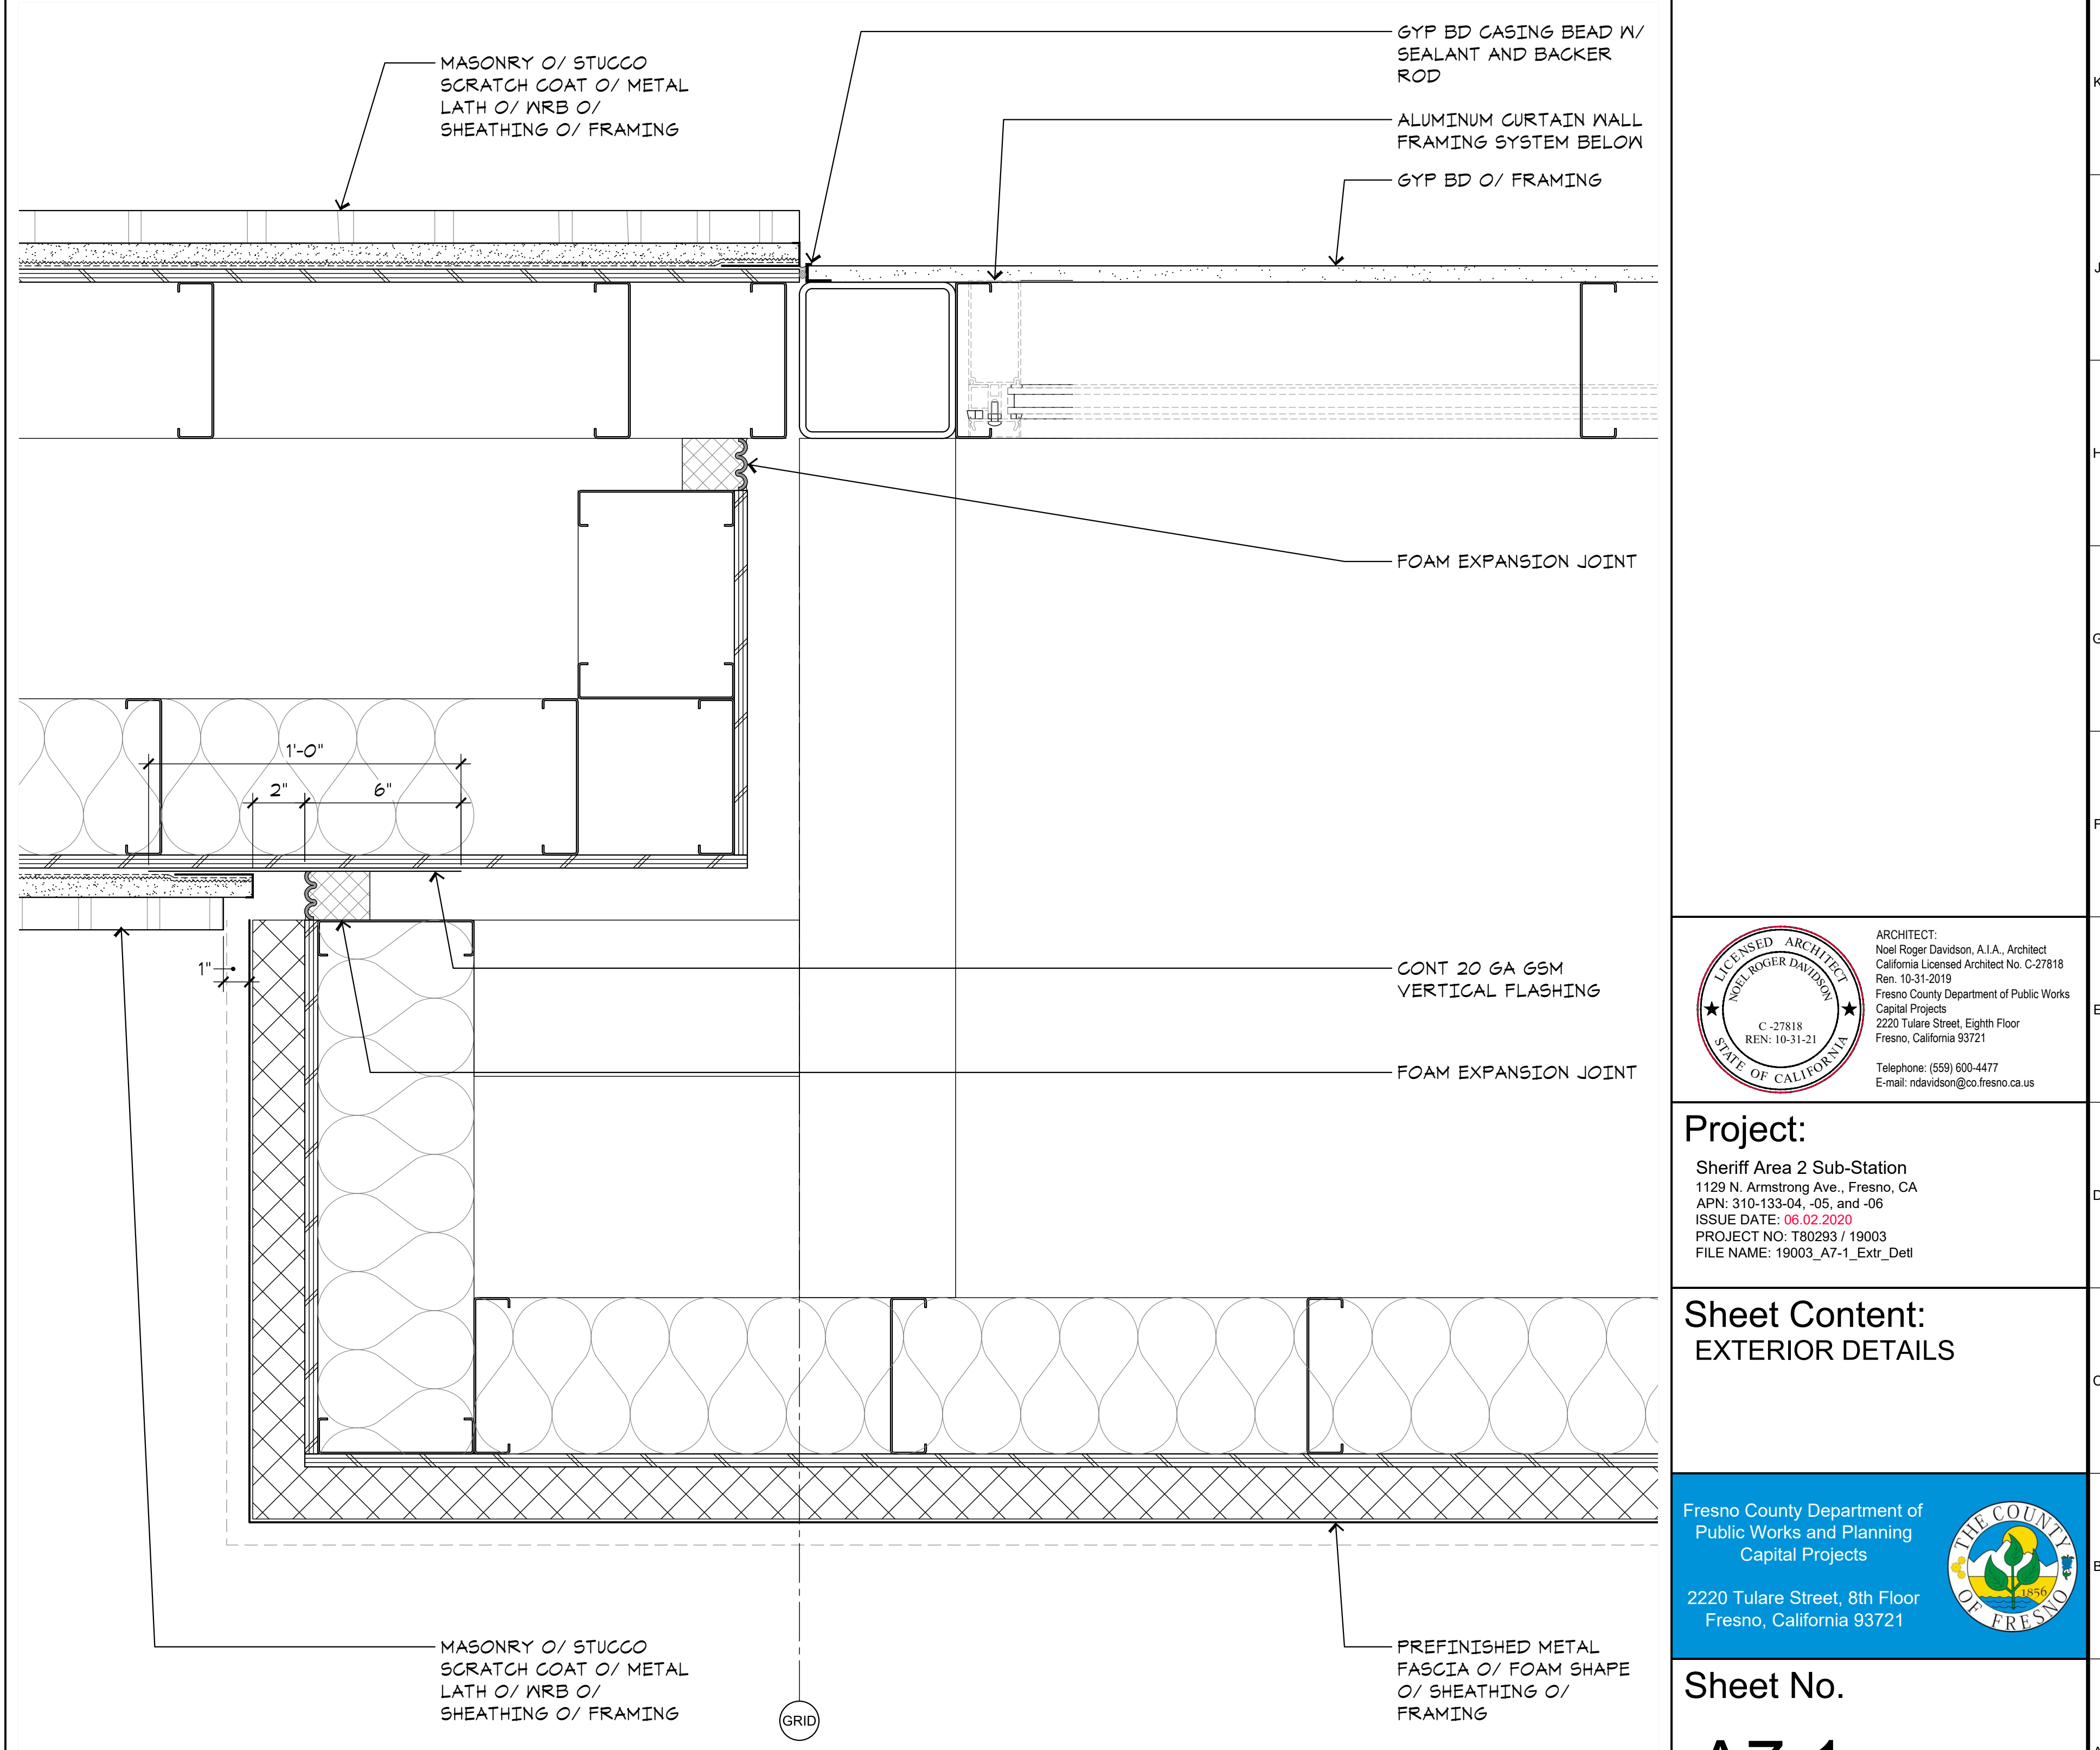 MASONRY O/ STUCCO
SCRATCH COAT O/ METAL
LATH O/ WRB O/
SHEATHING O/ FRAMING
GYP BD CASING BEAD W/
SEALANT AND BACKER
ROD
ALUMINUM CURTAIN WALL
FRAMING SYSTEM BELOW
GYP BD O/ FRAMING
FOAM EXPANSION JOINT
1'-0"
2"
6"
1"
CONT 20 GA GSM
VERTICAL FLASHING
FOAM EXPANSION JOINT
MASONRY O/ STUCCO
SCRATCH COAT O/ METAL
LATH O/ WRB O/
SHEATHING O/ FRAMING
GRID
PREFINISHED METAL
FASCIA O/ FOAM SHAPE
O/ SHEATHING O/
FRAMING
LICENSED ARCHITECT
NOEL ROGER DAVIDSON
C -27818
REN: 10-31-21
STATE OF CALIFORNIA
ARCHITECT:
Noel Roger Davidson, A.I.A., Architect
California Licensed Architect No. C-27818
Ren. 10-31-2019
Fresno County Department of Public Works
Capital Projects
2220 Tulare Street, Eighth Floor
Fresno, California 93721
Telephone: (559) 600-4477
E-mail: ndavidson@co.fresno.ca.us
Project:
Sheriff Area 2 Sub-Station
1129 N. Armstrong Ave., Fresno, CA
APN: 310-133-04, -05, and -06
ISSUE DATE: 06.02.2020
PROJECT NO: T80293 / 19003
FILE NAME: 19003_A7-1_Extr_Detl
Sheet Content:
EXTERIOR DETAILS
Fresno County Department of
Public Works and Planning
Capital Projects
2220 Tulare Street, 8th Floor
Fresno, California 93721
THE COUNTY
1856
OF FRESNO
Sheet No.
A7-1
K
J
H
G
F
E
D
C
B